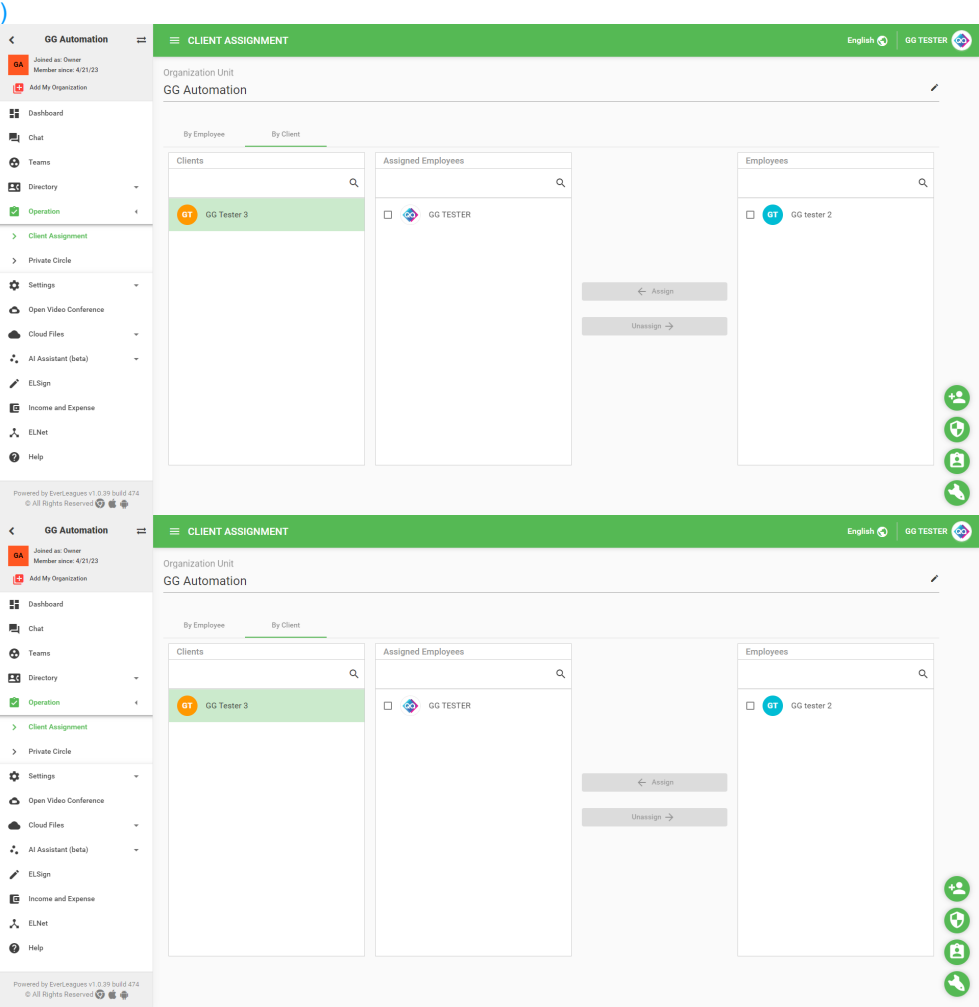 )
GG Automation
GA
Joined as: Owner
Member since: 4/21/23
Add My Organization
Dashboard
Chat
Teams
Directory
Operation
Client Assignment
Private Circle
Settings
Open Video Conference
Cloud Files
AI Assistant (beta)
ELSign
Income and Expense
ELNet
Help
Powered by EverLeagues v1.0.39 build 474
© All Rights Reserved
CLIENT ASSIGNMENT
English
GG TESTER
Organization Unit
GG Automation
By Employee
By Client
Clients
GT
GG Tester 3
Assigned Employees
GG TESTER
Assign
Unassign
Employees
GT
GG tester 2
GG Automation
GA
Joined as: Owner
Member since: 4/21/23
Add My Organization
Dashboard
Chat
Teams
Directory
Operation
Client Assignment
Private Circle
Settings
Open Video Conference
Cloud Files
AI Assistant (beta)
ELSign
Income and Expense
ELNet
Help
Powered by EverLeagues v1.0.39 build 474
© All Rights Reserved
CLIENT ASSIGNMENT
English
GG TESTER
Organization Unit
GG Automation
By Employee
By Client
Clients
GT
GG Tester 3
Assigned Employees
GG TESTER
Assign
Unassign
Employees
GT
GG tester 2